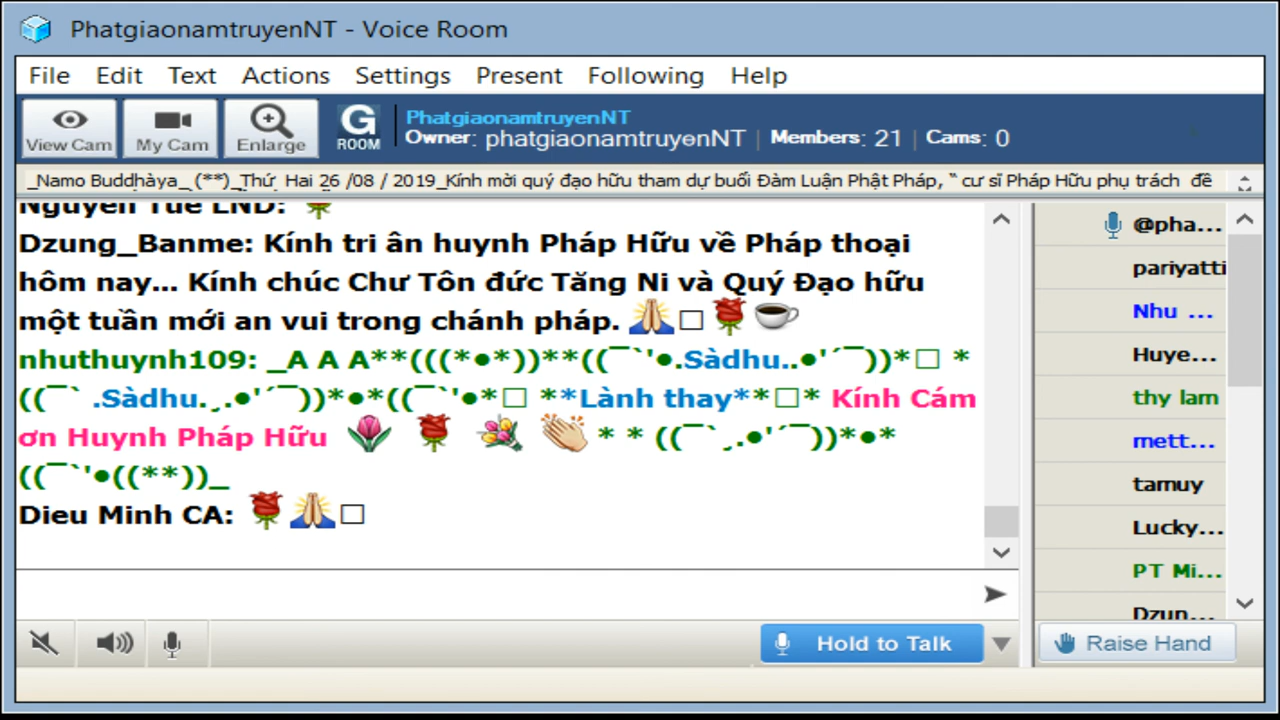 PhatgiaonamtruyenNT - Voice Room
File Edit Text Actions Settings Present Following Help
View Cam My Cam Enlarge G ROOM
PhatgiaonamtruyenNT
Owner: phatgiaonamtruyenNT | Members: 21 | Cams: 0
_Namo Buddhàya_ (**)_Thứ Hai 26 /08 / 2019_Kính mời quý đạo hữu tham dự buổi Đàm Luận Phật Pháp, “ cư sĩ Pháp Hữu phụ trách đề
Nguyen Tue LND: 🌹
Dzung_Banme: Kính tri ân huynh Pháp Hữu về Pháp thoại
hôm nay... Kính chúc Chư Tôn đức Tăng Ni và Quý Đạo hữu
một tuần mới an vui trong chánh pháp. 🙏□🌹☕
nhuthuynh109: _A A A**(((*●*))**((¯`'●.Sàdhu..●'´¯))*□ *
((¯` .Sàdhu.¸.●'´¯))*●*((¯`'●*□ **Lành thay**□* Kính Cám
ơn Huynh Pháp Hữu 🌷 🌹 💐 👏 * * ((¯`¸.●'´¯))*●*
((¯`'●((**))_
Dieu Minh CA: 🌹🙏□
@pha...
pariyatti
Nhu ...
Huye...
thy lam
mett...
tamuy
Lucky...
PT Mi...
Dzun...
Hold to Talk
Raise Hand